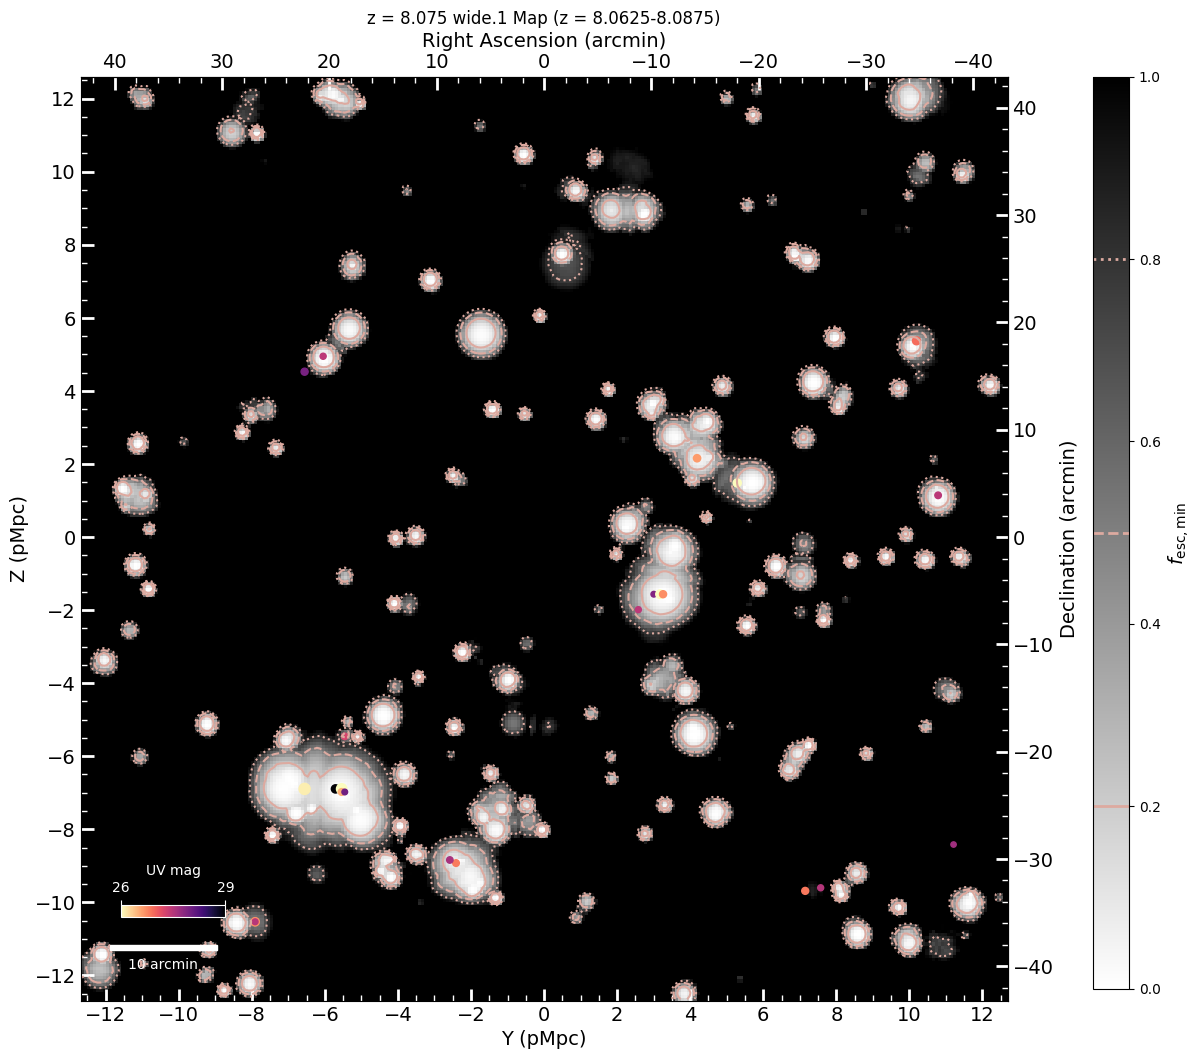 z = 8.075 wide.1 Map (z = 8.0625-8.0875)
Right Ascension (arcmin)
40 30 20 10 0 −10 −20 −30 −40
12
10
8
6
4
2
0
−2
−4
−6
−8
−10
−12
Z (pMpc)
UV mag
26 29
10 arcmin
−12 −10 −8 −6 −4 −2 0 2 4 6 8 10 12
Y (pMpc)
40
30
20
10
0
−10
−20
−30
−40
Declination (arcmin)
1.0
0.8
0.6
0.4
0.2
0.0
fesc,min